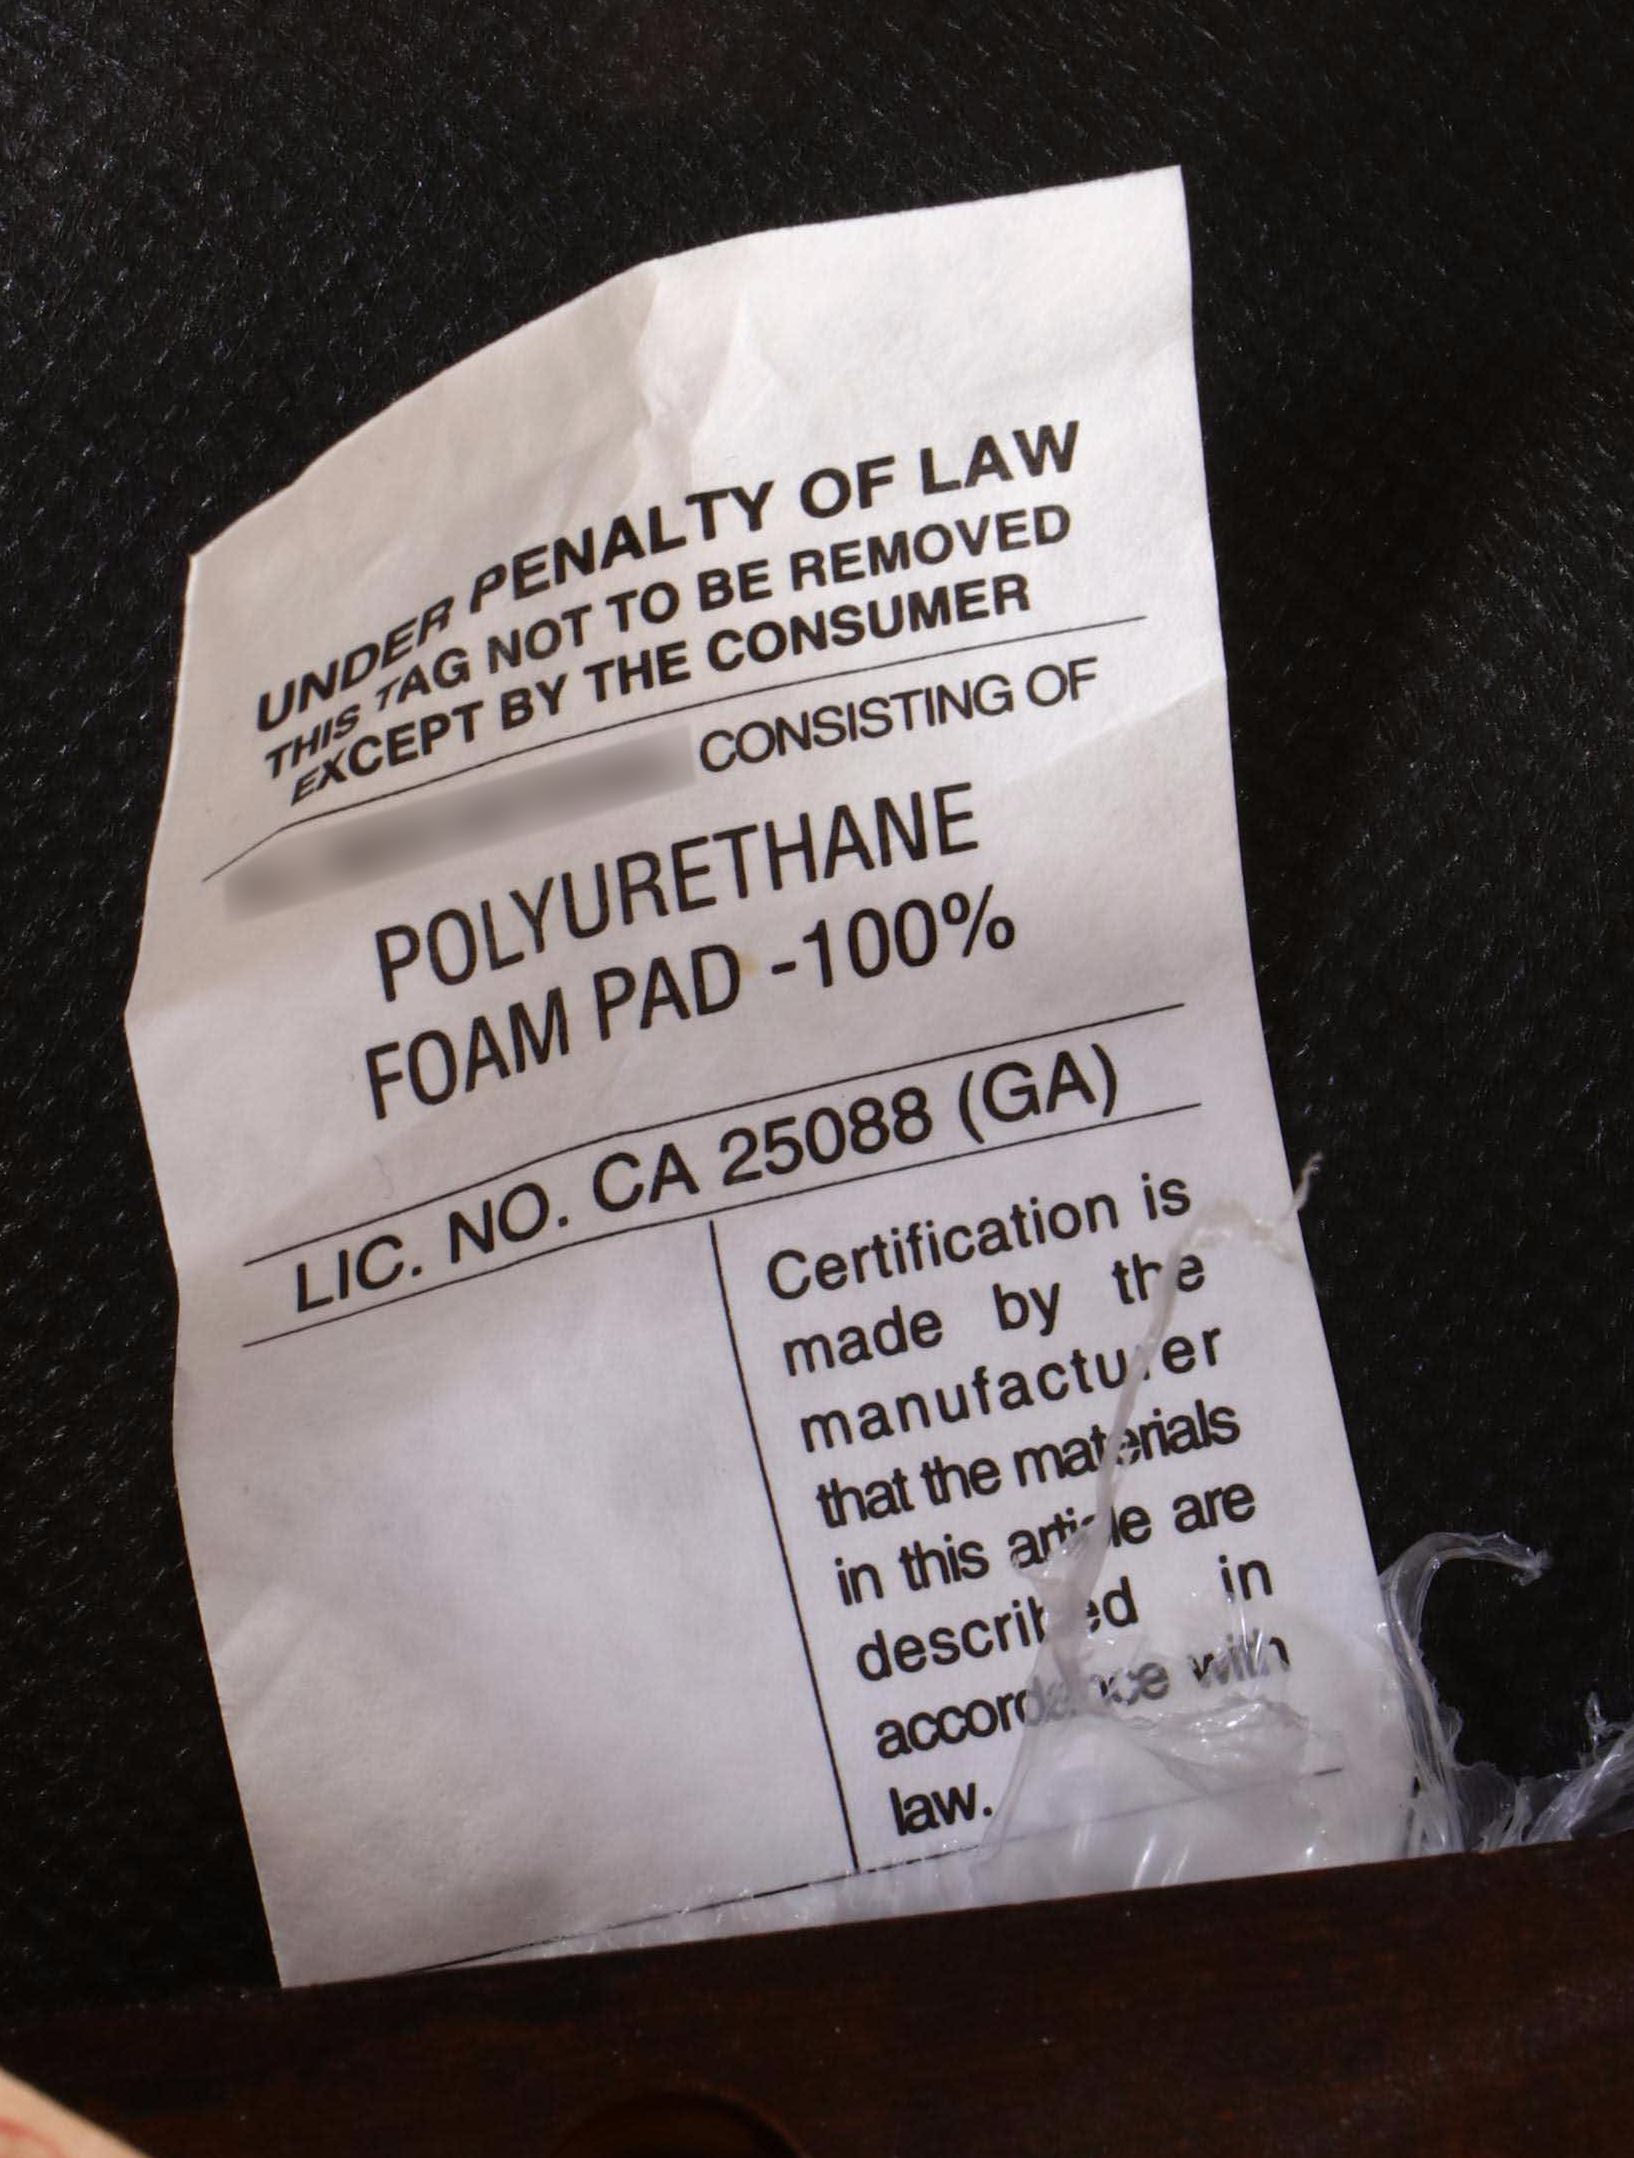 UNDER PENALTY OF LAW
THIS TAG NOT TO BE REMOVED
EXCEPT BY THE CONSUMER
CONSISTING OF
POLYURETHANE
FOAM PAD -100%
LIC. NO. CA 25088 (GA)
Certification is
made by the
manufacturer
that the materials
in this article are
described in
accordance with
law.